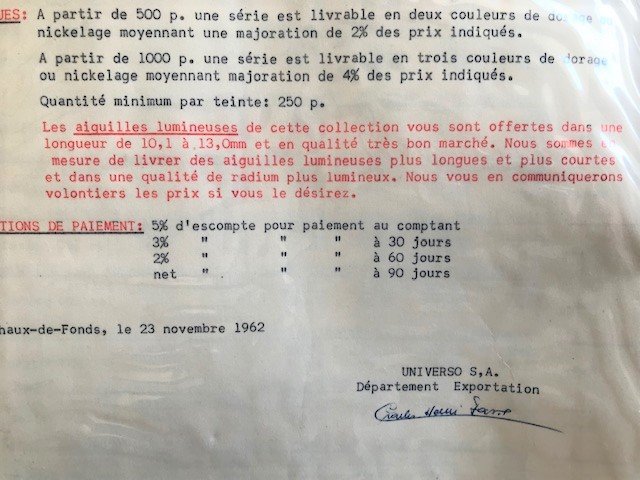 UES: A partir de 500 p. une série est livrable en deux couleurs de dorage ou
nickelage moyennant une majoration de 2% des prix indiqués.
A partir de 1000 p. une série est livrable en trois couleurs de dorage
ou nickelage moyennant majoration de 4% des prix indiqués.
Quantité minimum par teinte: 250 p.
Les aiguilles lumineuses de cette collection vous sont offertes dans une
longueur de 10,1 à 13,0mm et en qualité très bon marché. Nous sommes
mesure de livrer des aiguilles lumineuses plus longues et plus courtes
et dans une qualité de radium plus lumineux. Nous vous en communiquerons
volontiers les prix si vous le désirez.
TIONS DE PAIEMENT: 5% d'escompte pour paiement au comptant
3% " " " à 30 jours
2% " " " à 60 jours
net " " " à 90 jours
haux-de-Fonds, le 23 novembre 1962
UNIVERSO S,A.
Département Exportation
Charles Henri